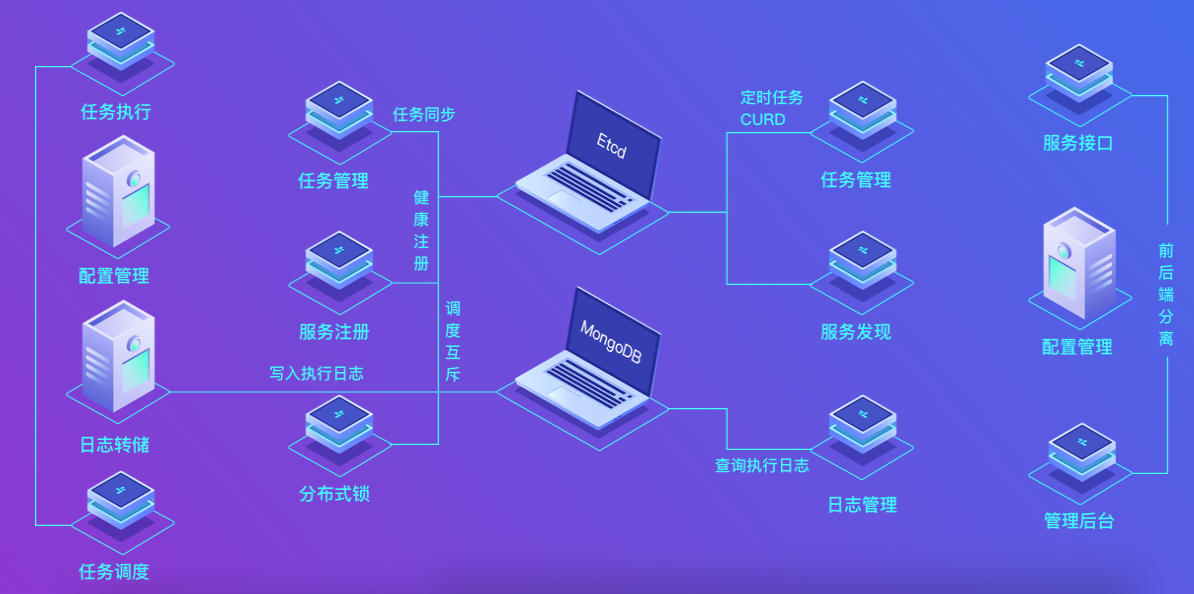 任务执行
配置管理
日志转储
任务调度
任务管理
服务注册
分布式锁
任务同步
健康注册
调度互斥
写入执行日志
Etcd
MongoDB
定时任务
CURD
任务管理
服务发现
查询执行日志
日志管理
服务接口
配置管理
管理后台
前后端分离